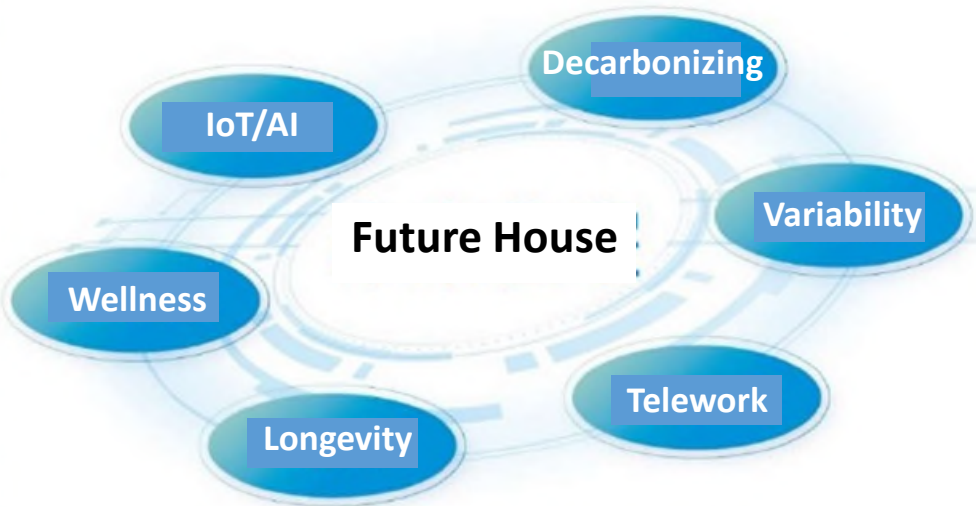 Decarbonizing
IoT/AI
Variability
Future House
Wellness
Telework
Longevity